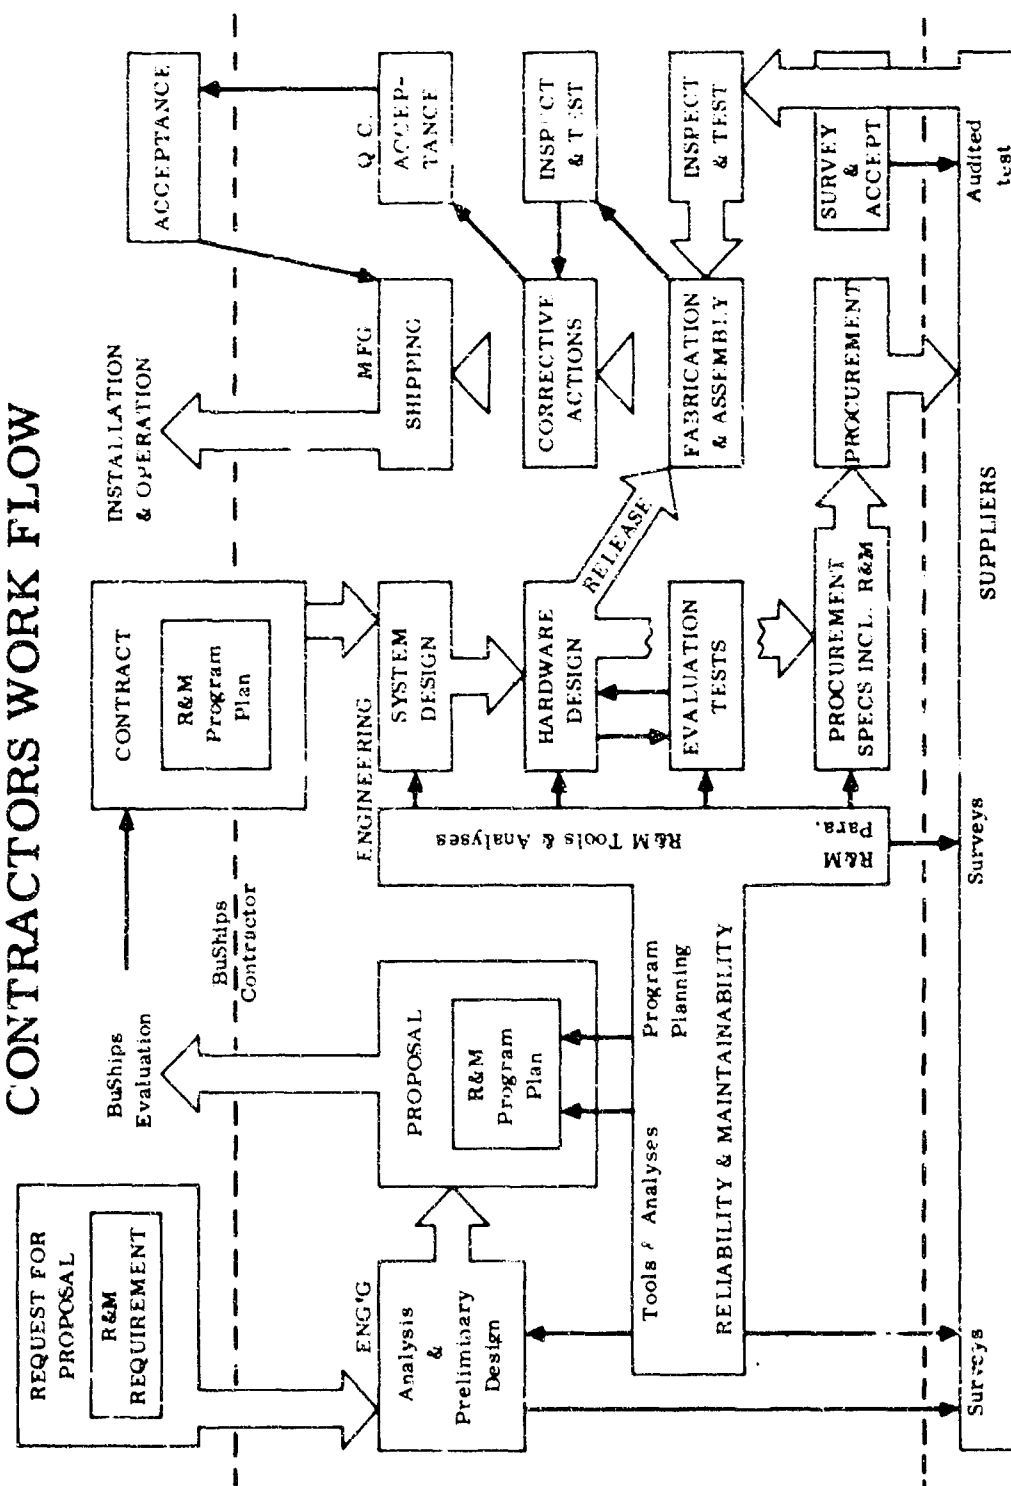 CONTRACTORS WORK FLOW
REQUEST FOR
PROPOSAL
R&M
REQUIREMENT
BuShips
Evaluation
CONTRACT
R&M
Program
Plan
INSTALLATION
& OPERATION
ACCEPTANCE
BuShips
Contractor
ENG'G
Analysis
&
Preliminary
Design
PROPOSAL
R&M
Program
Plan
ENGINEERING
SYSTEM
DESIGN
HARDWARE
DESIGN
EVALUATION
TESTS
PROCUREMENT
SPECS INCL. R&M
RELEASE
MFG
SHIPPING
CORRECTIVE
ACTIONS
FABRICATION
& ASSEMBLY
PROCUREMENT
Q C.
ACCEP-
TANCE
INSPECT
& TEST
INSPECT
& TEST
SURVEY
&
ACCEPT
Tools & Analyses
Program
Planning
RELIABILITY & MAINTAINABILITY
R&M Tools & Analyses
R&M
Para.
Surveys
Surveys
SUPPLIERS
Audited
test